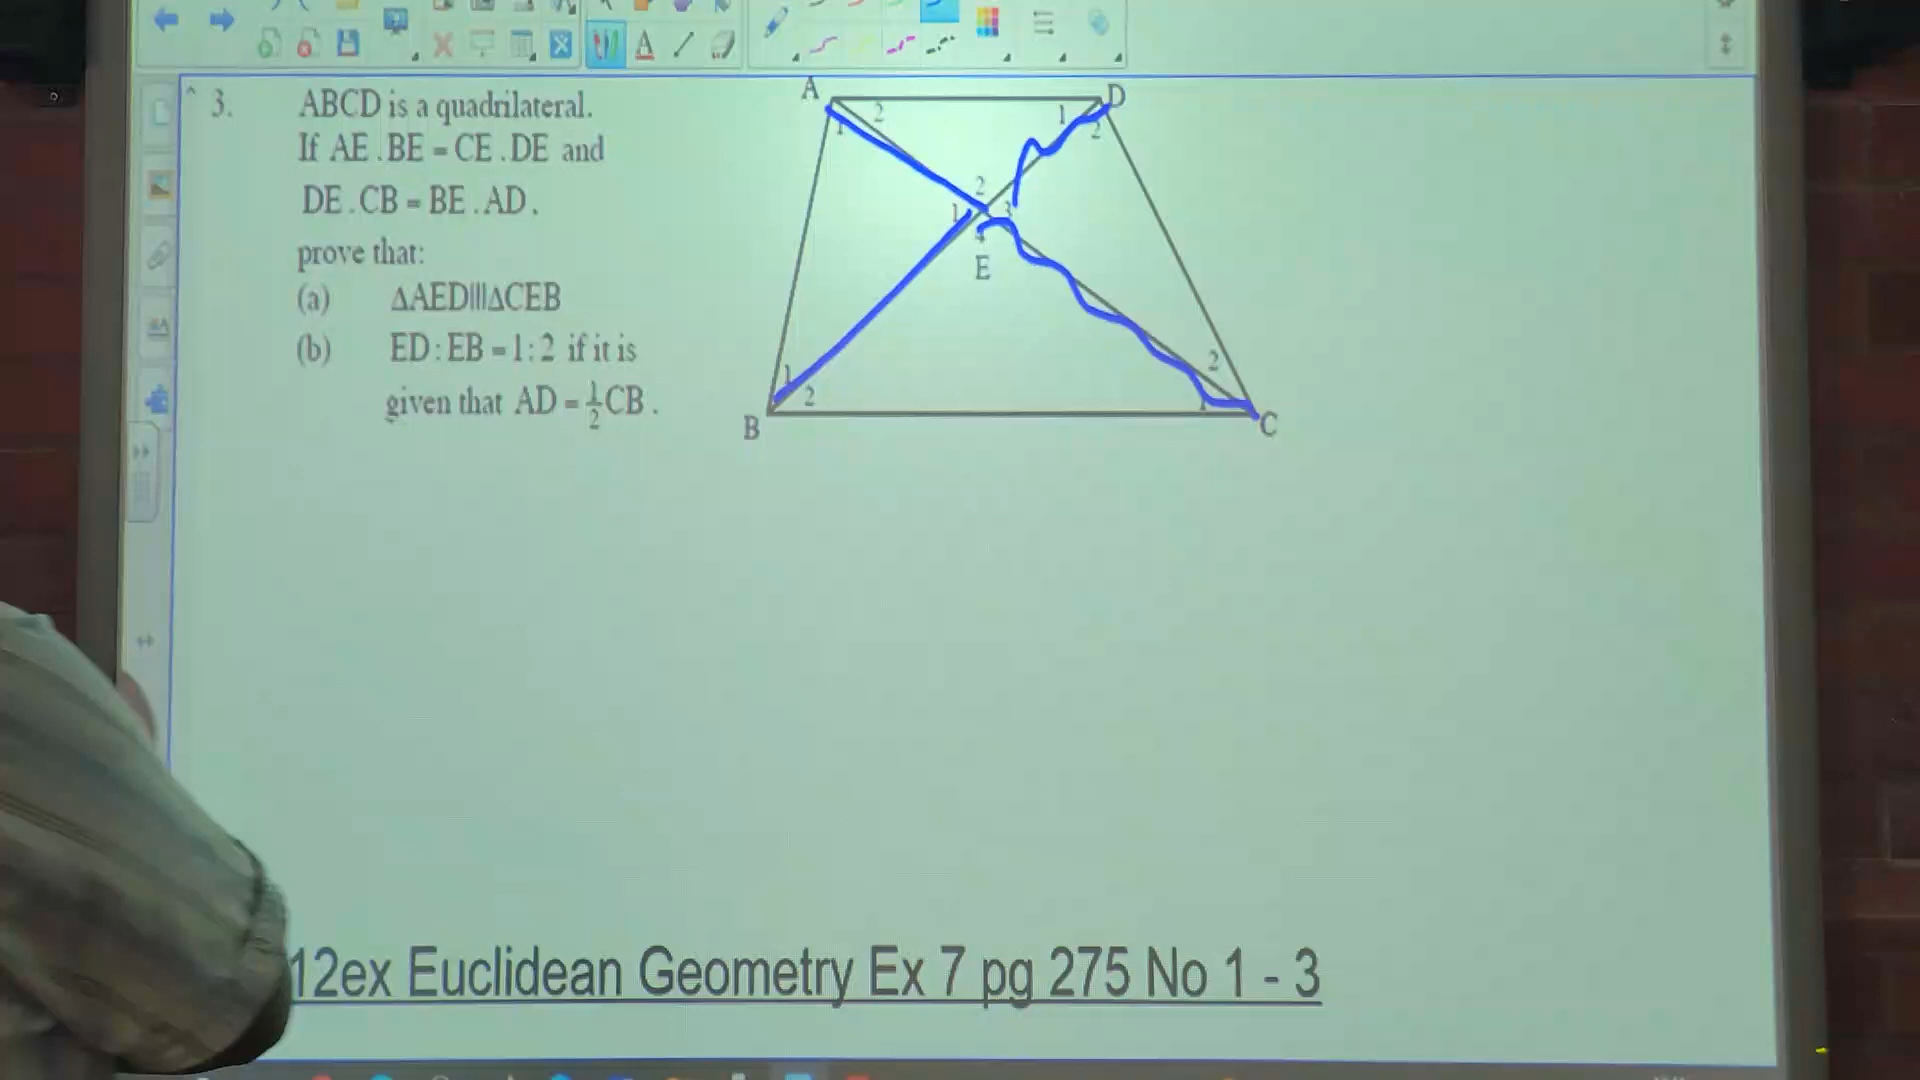 3. ABCD is a quadrilateral.
If AE . BE = CE . DE and
DE . CB = BE . AD .
prove that:
(a) ΔAED|||ΔCEB
(b) ED : EB = 1 : 2 if it is
given that AD = 1/2 CB .
A
D
1
2
1
2
2
1
3
4
E
1
2
2
1
B
C
12ex Euclidean Geometry Ex 7 pg 275 No 1 - 3